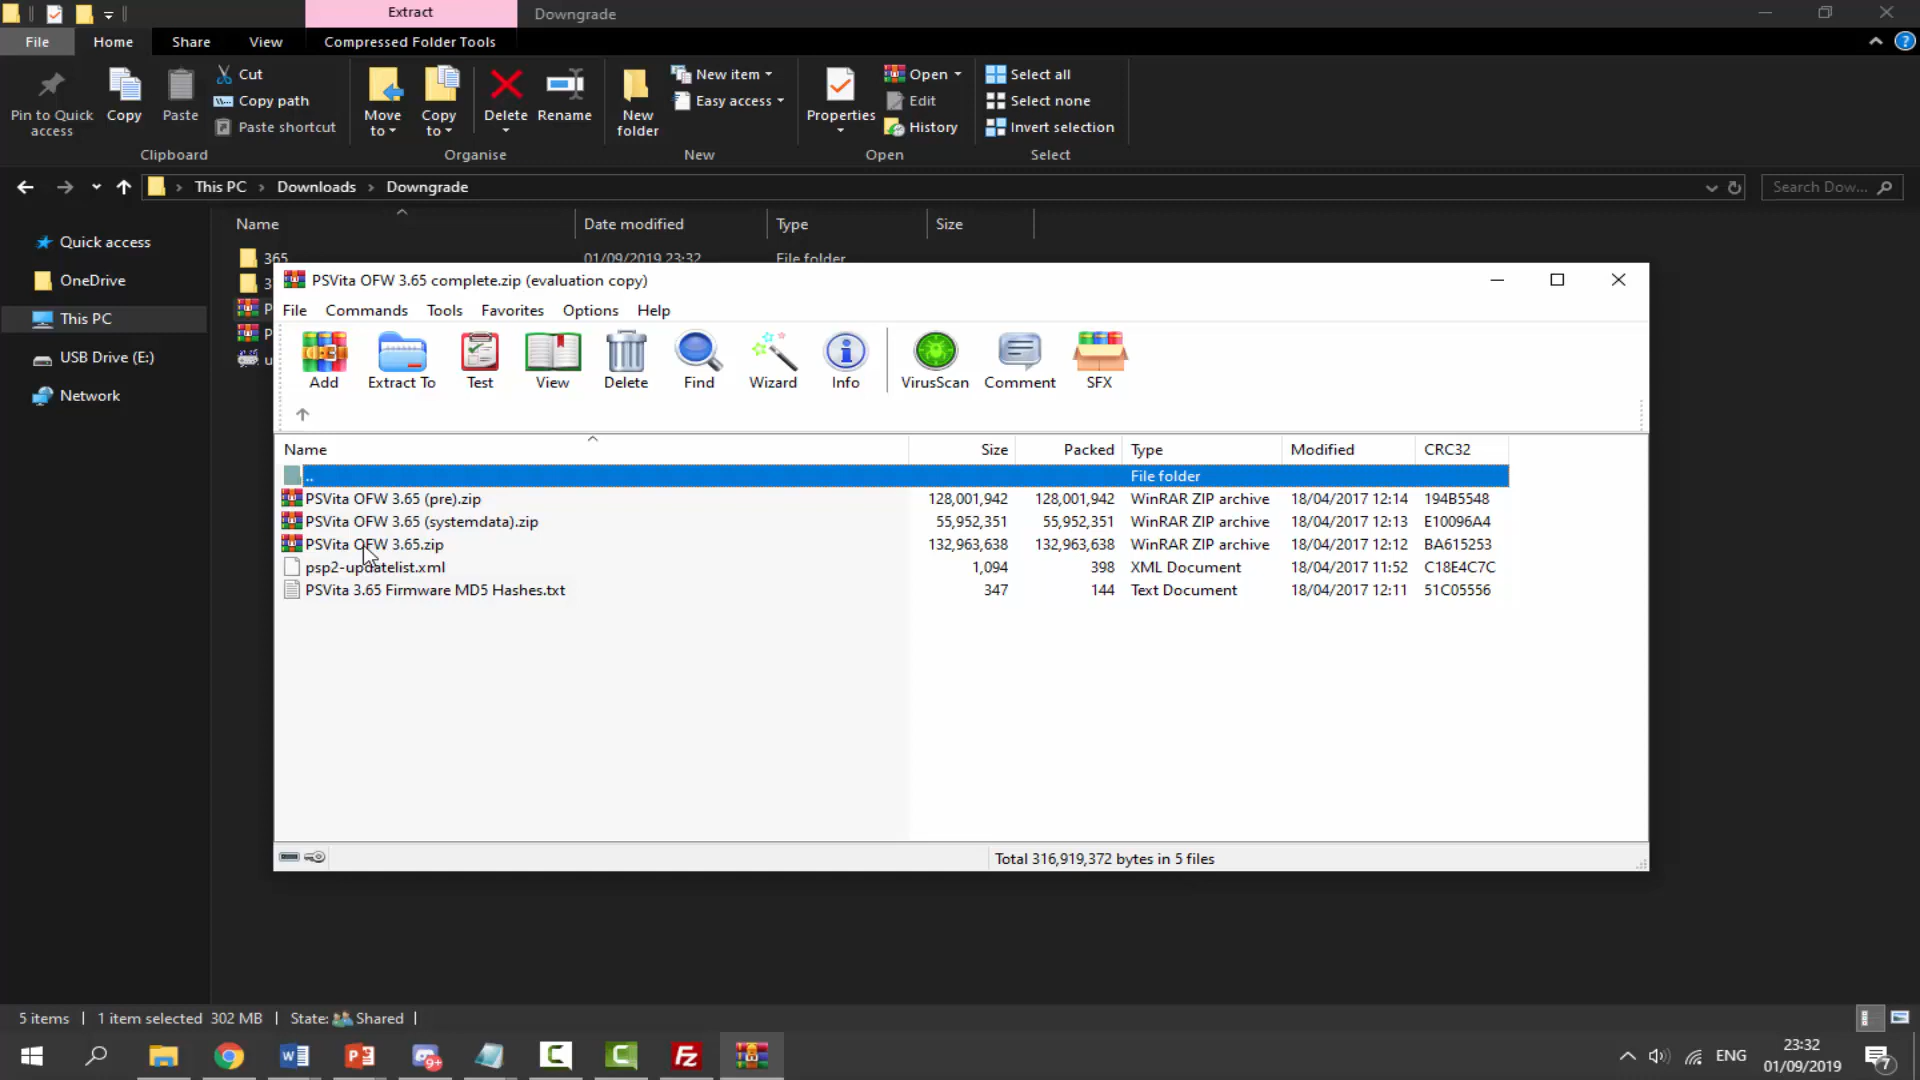 Extract
Downgrade
File Home Share View Compressed Folder Tools
Pin to Quick access
Copy
Paste
Cut
Copy path
Paste shortcut
Clipboard
Move to
Copy to
Delete
Rename
Organise
New folder
New item
Easy access
New
Properties
Open
Edit
History
Open
Select all
Select none
Invert selection
Select
This PC > Downloads > Downgrade
Search Dow...
Name Date modified Type Size
Quick access
OneDrive
This PC
USB Drive (E:)
Network
365 01/09/2019 23:32 File folder
3
P
P
u
PSVita OFW 3.65 complete.zip (evaluation copy)
File Commands Tools Favorites Options Help
Add Extract To Test View Delete Find Wizard Info VirusScan Comment SFX
Name Size Packed Type Modified CRC32
.. File folder
PSVita OFW 3.65 (pre).zip 128,001,942 128,001,942 WinRAR ZIP archive 18/04/2017 12:14 194B5548
PSVita OFW 3.65 (systemdata).zip 55,952,351 55,952,351 WinRAR ZIP archive 18/04/2017 12:13 E10096A4
PSVita OFW 3.65.zip 132,963,638 132,963,638 WinRAR ZIP archive 18/04/2017 12:12 BA615253
psp2-updatelist.xml 1,094 398 XML Document 18/04/2017 11:52 C18E4C7C
PSVita 3.65 Firmware MD5 Hashes.txt 347 144 Text Document 18/04/2017 12:11 51C05556
Total 316,919,372 bytes in 5 files
5 items 1 item selected 302 MB State: Shared
9+
ENG
23:32
01/09/2019
7